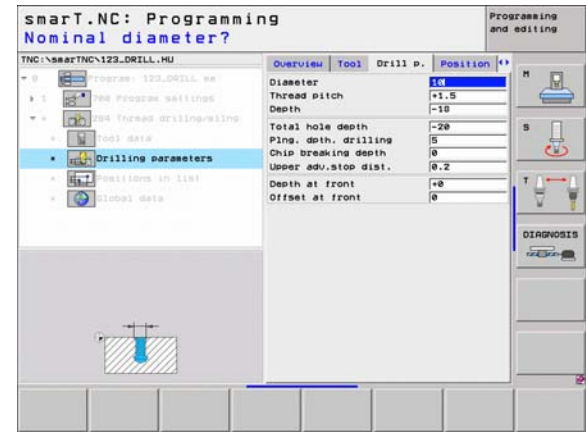 smarT.NC: Programming
Nominal diameter?
Programming and editing
TNC:\smarTNC\123_DRILL.HU
0 Program: 123_DRILL mm
1 700 Program settings
284 Thread drilling/milng
Tool data
Drilling parameters
Positions in list
Global data
Overview Tool Drill p. Position
Diameter 10
Thread pitch +1.5
Depth -18
Total hole depth -20
Plng. dpth. drilling 5
Chip breaking depth 0
Upper adv.stop dist. 0.2
Depth at front +0
Offset at front 0
M
S
T
DIAGNOSIS